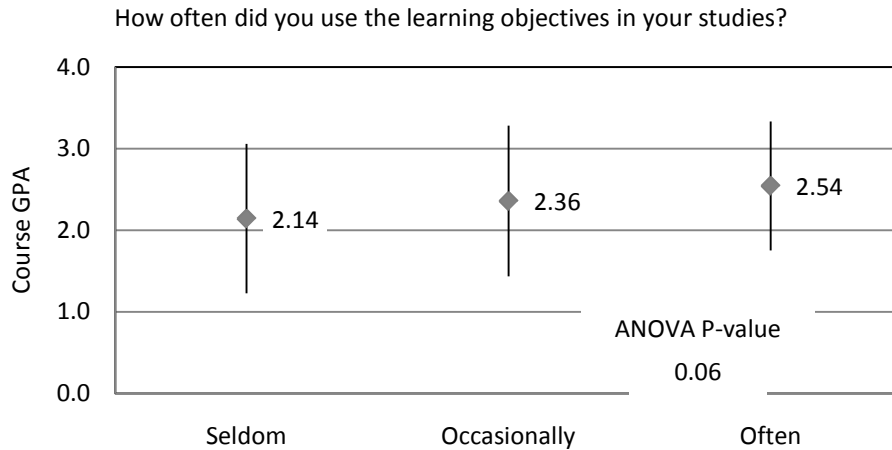 How often did you use the learning objectives in your studies?
4.0
3.0
2.0
1.0
0.0
Course GPA
2.14
2.36
2.54
ANOVA P-value
0.06
Seldom
Occasionally
Often